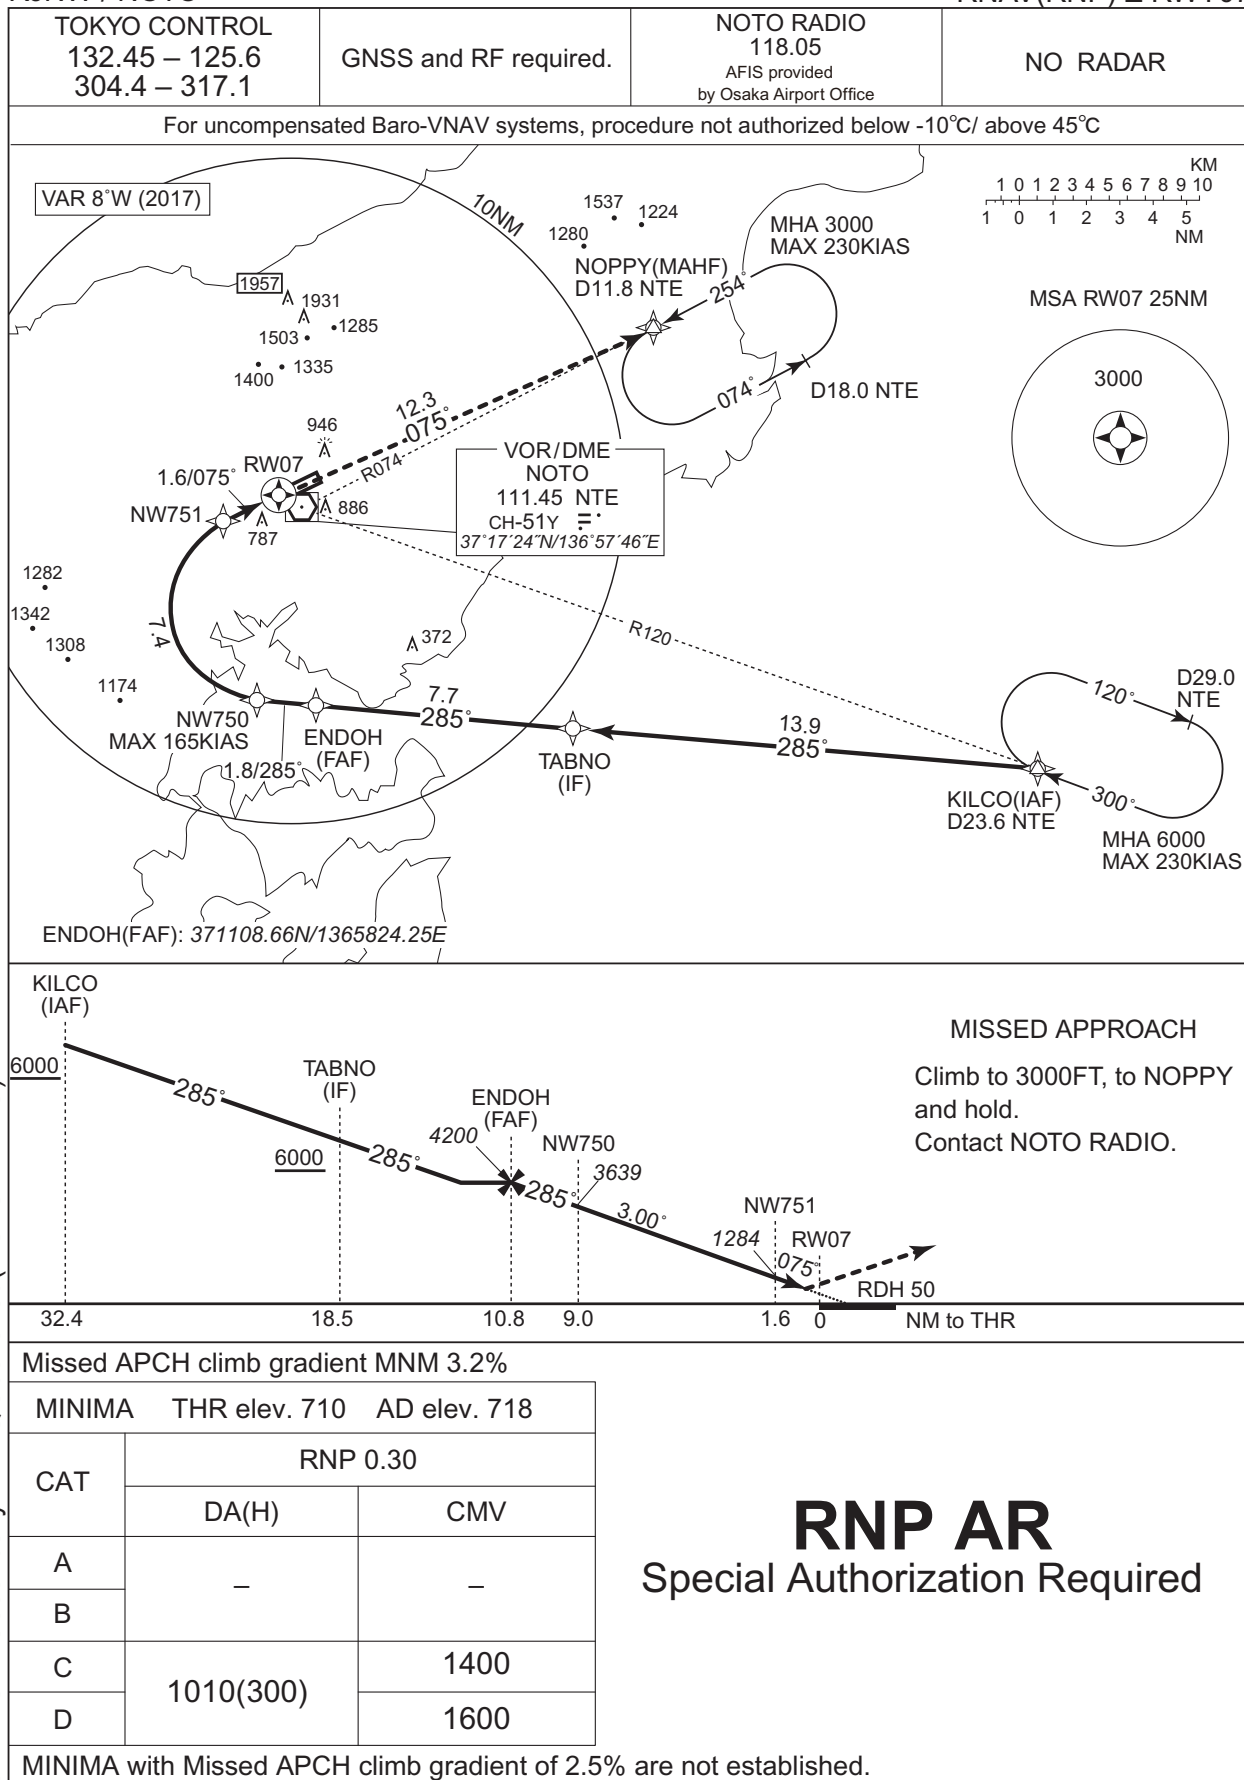 TOKYO CONTROL
132.45 – 125.6
304.4 – 317.1
GNSS and RF required.
NOTO RADIO
118.05
AFIS provided
by Osaka Airport Office
NO RADAR
For uncompensated Baro-VNAV systems, procedure not authorized below -10°C/ above 45°C
VAR 8°W (2017)
10NM
KM
1 0 1 2 3 4 5 6 7 8 9 10
1 0 1 2 3 4 5
NM
1537
1224
1280
MHA 3000
MAX 230KIAS
NOPPY(MAHF)
D11.8 NTE
254°
074°
D18.0 NTE
MSA RW07 25NM
3000
1957
1931
1285
1503
1335
1400
12.3
075°
R074
946
RW07
1.6/075°
NW751
787
886
VOR/DME
NOTO
111.45 NTE
CH-51Y
37°17′24″N/136°57′46″E
1282
1342
1308
1174
7.4
372
R120
NW750
MAX 165KIAS
1.8/285°
ENDOH
(FAF)
7.7
285°
TABNO
(IF)
13.9
285°
120°
D29.0
NTE
300°
KILCO(IAF)
D23.6 NTE
MHA 6000
MAX 230KIAS
ENDOH(FAF): 371108.66N/1365824.25E
KILCO
(IAF)
6000
285°
TABNO
(IF)
6000
285°
4200
ENDOH
(FAF)
285°
NW750
3639
3.00°
NW751
1284
075°
RW07
RDH 50
32.4
18.5
10.8
9.0
1.6
0
NM to THR
MISSED APPROACH
Climb to 3000FT, to NOPPY
and hold.
Contact NOTO RADIO.
Missed APCH climb gradient MNM 3.2%
MINIMA THR elev. 710 AD elev. 718
CAT
RNP 0.30
DA(H)
CMV
A
–
–
B
C
1010(300)
1400
D
1600
RNP AR
Special Authorization Required
MINIMA with Missed APCH climb gradient of 2.5% are not established.